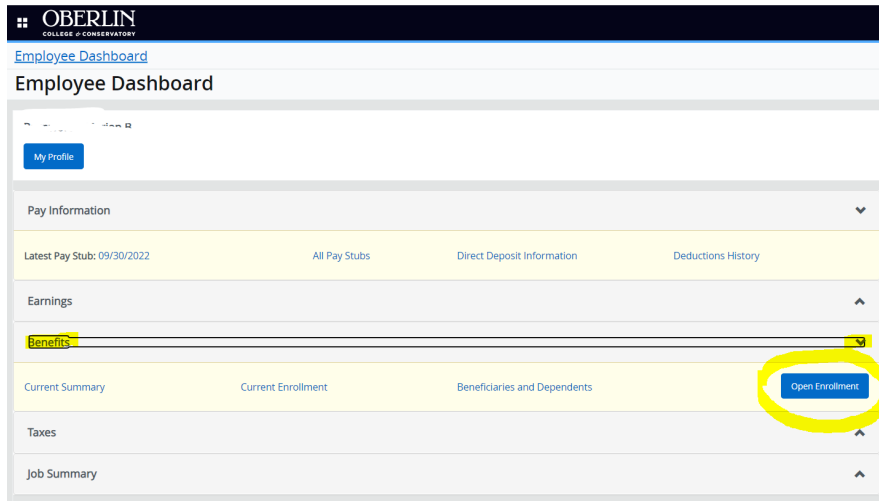 OBERLIN
COLLEGE & CONSERVATORY
Employee Dashboard
Employee Dashboard
B
My Profile
Pay Information
Latest Pay Stub: 09/30/2022 All Pay Stubs Direct Deposit Information Deductions History
Earnings
Benefits
Current Summary Current Enrollment Beneficiaries and Dependents Open Enrollment
Taxes
Job Summary